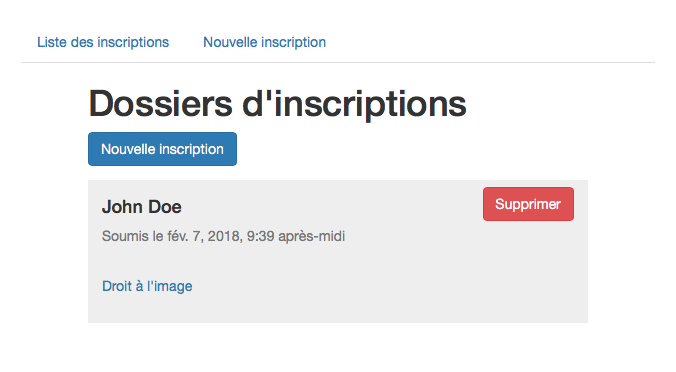 Liste des inscriptions Nouvelle inscription
Dossiers d'inscriptions
Nouvelle inscription
John Doe Supprimer
Soumis le fév. 7, 2018, 9:39 après-midi
Droit à l'image